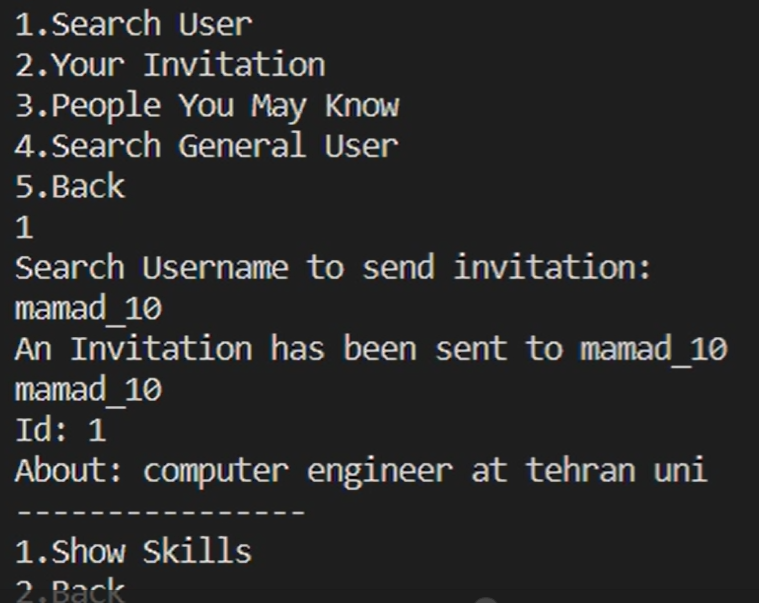 1.Search User
2.Your Invitation
3.People You May Know
4.Search General User
5.Back
1
Search Username to send invitation:
mamad_10
An Invitation has been sent to mamad_10
mamad_10
Id: 1
About: computer engineer at tehran uni
----------------
1.Show Skills
2.Back